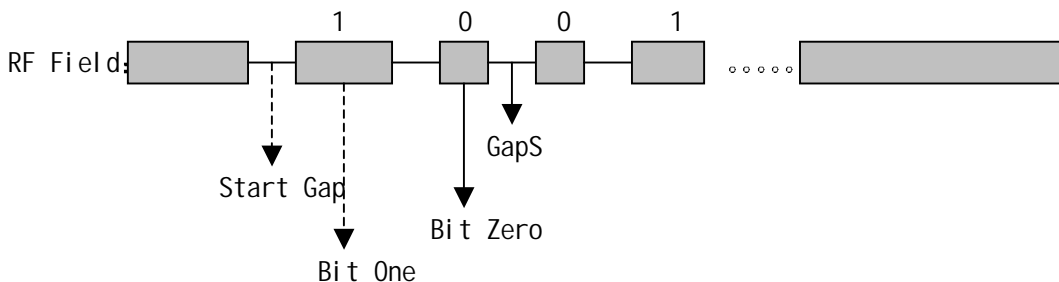 1 0 0 1
RF Field:
GapS
Start Gap
Bit Zero
Bit One